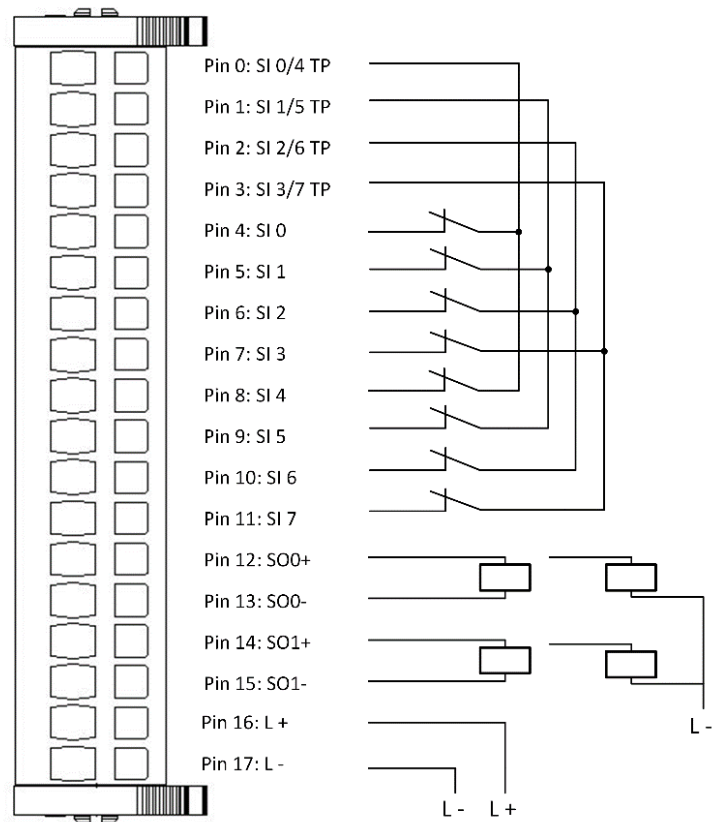 Pin 0: SI 0/4 TP
Pin 1: SI 1/5 TP
Pin 2: SI 2/6 TP
Pin 3: SI 3/7 TP
Pin 4: SI 0
Pin 5: SI 1
Pin 6: SI 2
Pin 7: SI 3
Pin 8: SI 4
Pin 9: SI 5
Pin 10: SI 6
Pin 11: SI 7
Pin 12: SO0+
Pin 13: SO0-
Pin 14: SO1+
Pin 15: SO1-
L -
Pin 16: L +
Pin 17: L -
L - L +